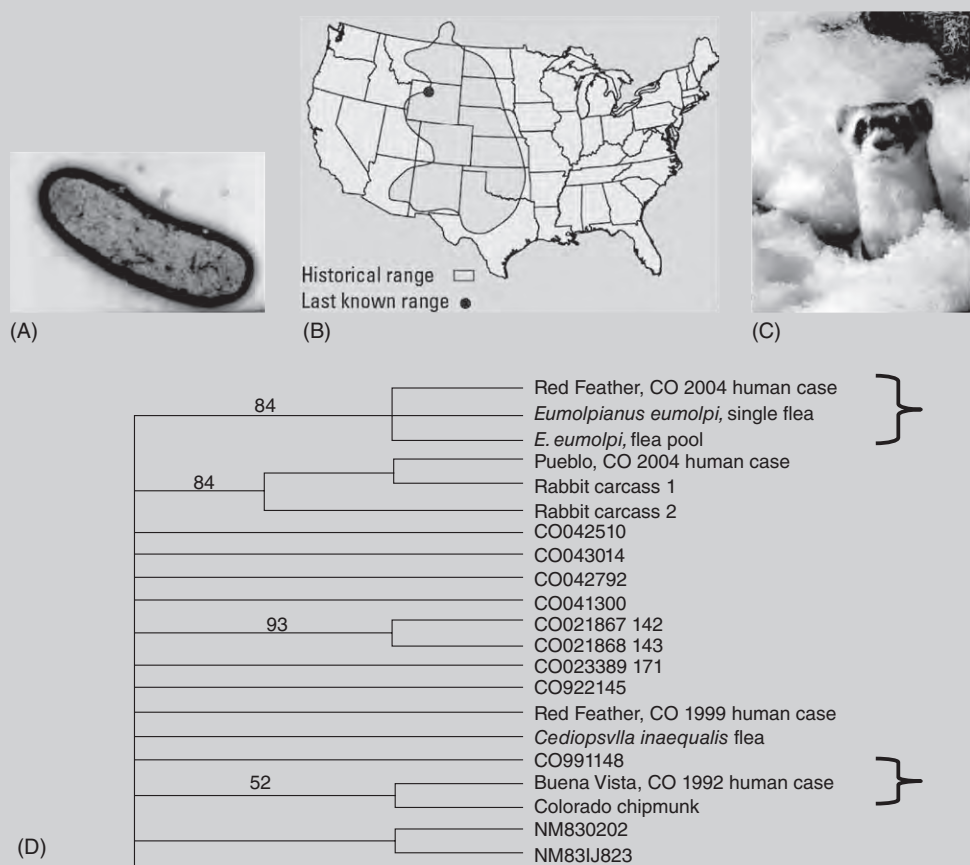 Historical range
Last known range
(A)
(B)
(C)
84
Red Feather, CO 2004 human case
Eumolpianus eumolpi, single flea
E. eumolpi, flea pool
84
Pueblo, CO 2004 human case
Rabbit carcass 1
Rabbit carcass 2
CO042510
CO043014
CO042792
CO041300
93
CO021867 142
CO021868 143
CO023389 171
CO922145
Red Feather, CO 1999 human case
Cediopsvlla inaequalis flea
CO991148
52
Buena Vista, CO 1992 human case
Colorado chipmunk
NM830202
NM83IJ823
(D)